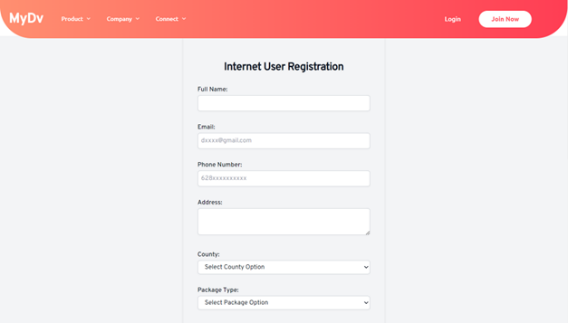 MyDv Product Company Connect Login Join Now
Internet User Registration
Full Name:
Email:
dxxxx@gmail.com
Phone Number:
628xxxxxxxxxx
Address:
County:
Select County Option
Package Type:
Select Package Option